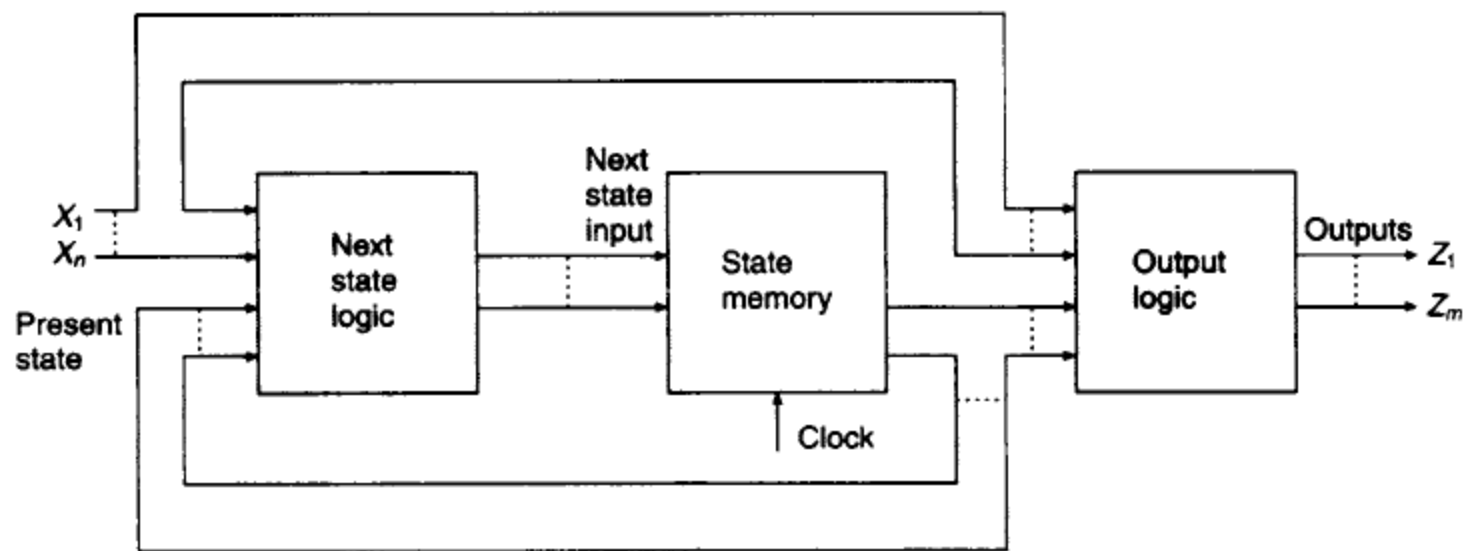 X₁
Xₙ
Present
state
Next
state
logic
Next
state
input
State
memory
Clock
Output
logic
Outputs
Z₁
Zₘ